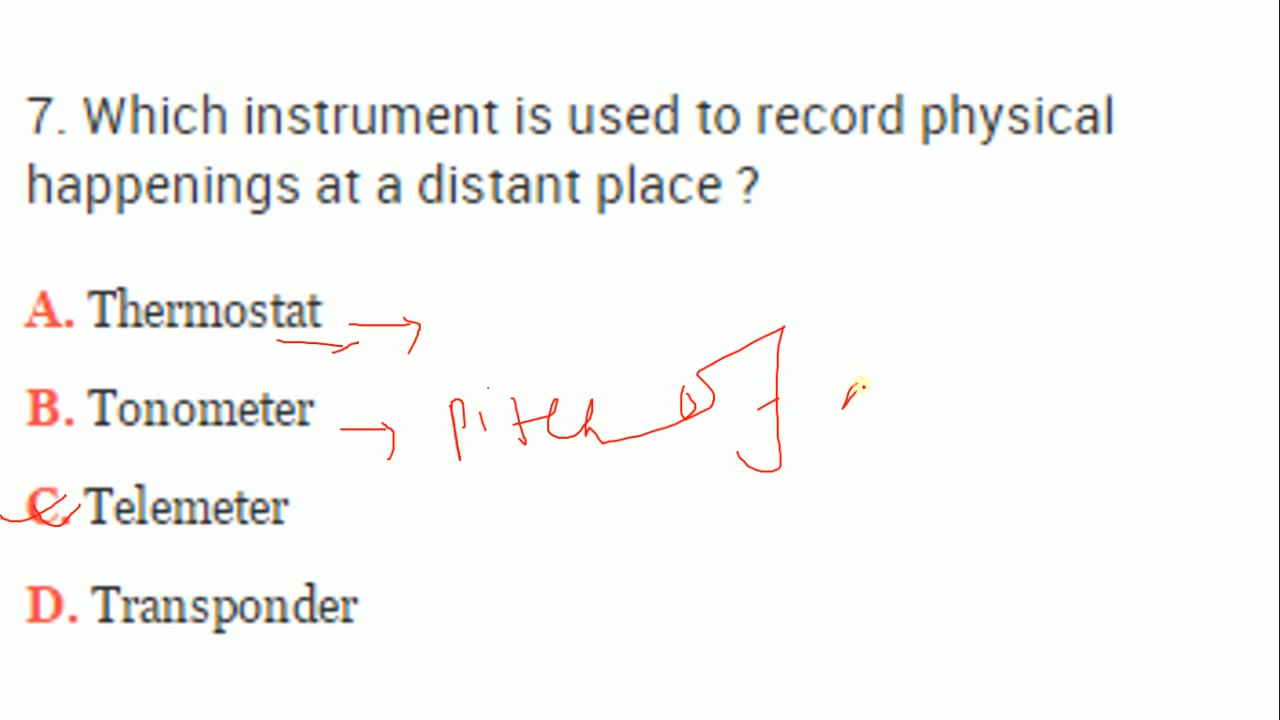 7. Which instrument is used to record physical
happenings at a distant place ?
A. Thermostat →
B. Tonometer → pitch of
C. Telemeter
D. Transponder